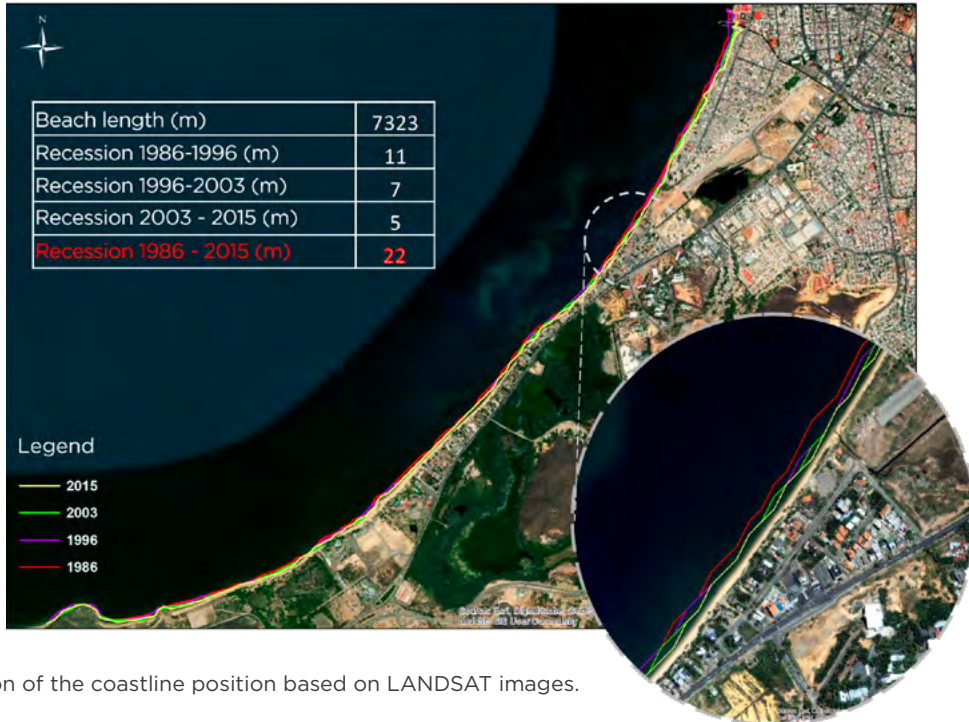 N
Beach length (m) 7323
Recession 1986-1996 (m) 11
Recession 1996-2003 (m) 7
Recession 2003 - 2015 (m) 5
Recession 1986 - 2015 (m) 22
Legend
2015
2003
1996
1986
on of the coastline position based on LANDSAT images.